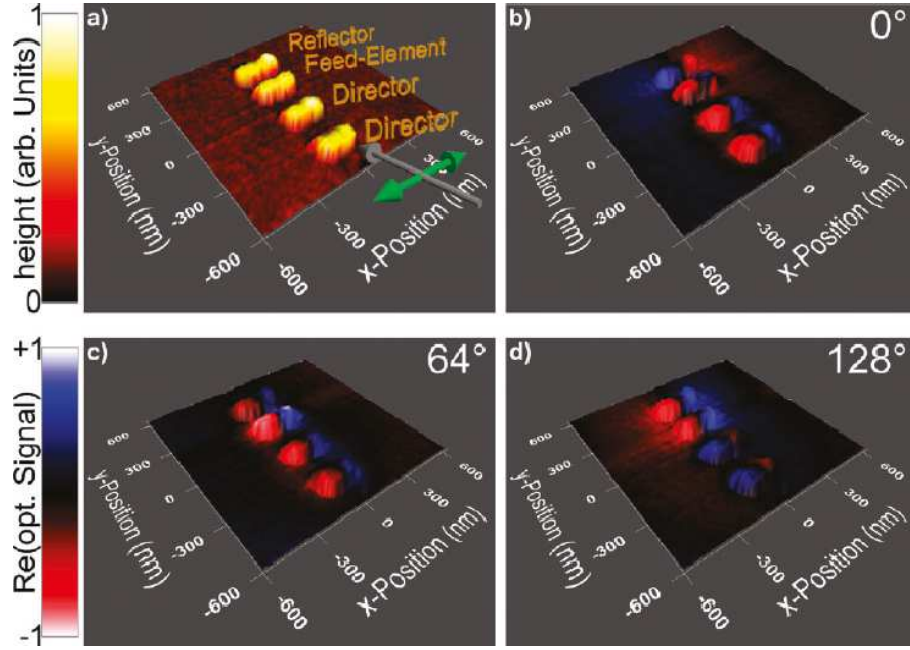 1
0
height (arb. Units)
a)
Reflector
Feed-Element
Director
Director
600
300
0
-300
-600
y-Position (nm)
-600
-300
300
600
x-Position (nm)
b)
0°
600
300
0
-300
-600
y-Position (nm)
-600
-300
0
300
600
x-Position (nm)
+1
-1
Re(opt. Signal)
c)
64°
600
300
0
-300
-600
y-Position (nm)
-600
-300
0
300
600
x-Position (nm)
d)
128°
600
300
0
-300
-600
y-Position (nm)
-600
-300
0
300
600
x-Position (nm)